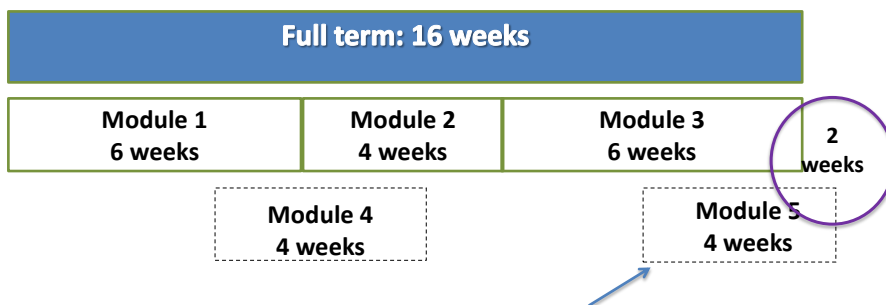 Full term: 16 weeks
Module 1
6 weeks
Module 2
4 weeks
Module 3
6 weeks
2
weeks
Module 4
4 weeks
Module 5
4 weeks